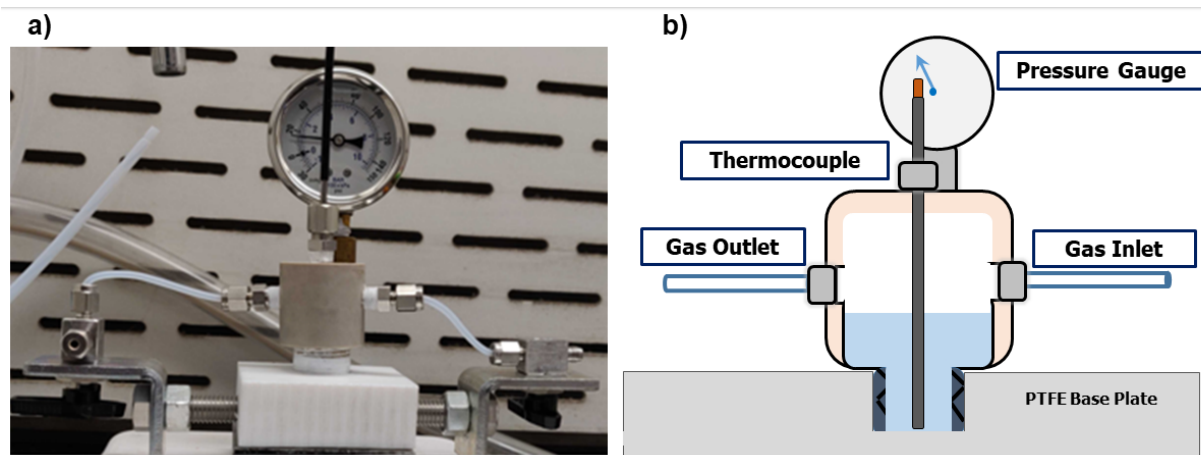 a)
b)
Pressure Gauge
Thermocouple
Gas Outlet
Gas Inlet
PTFE Base Plate